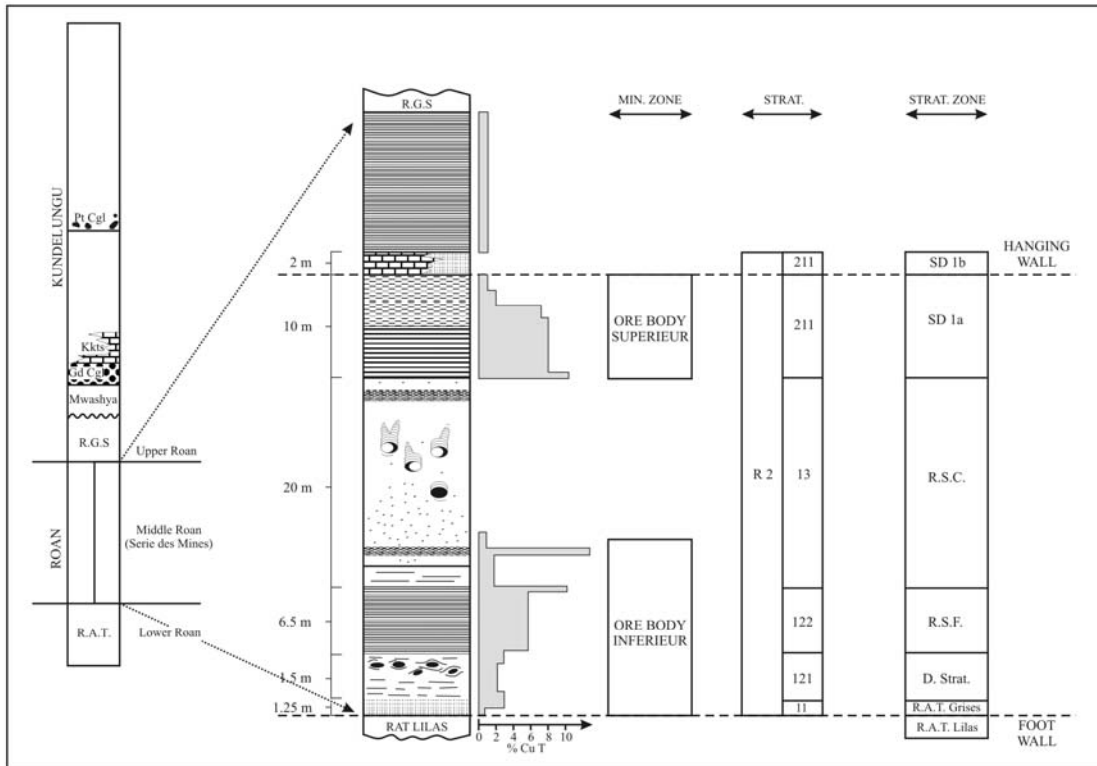 KUNDELUNGU
Pt Cgl
Kkts
Gd Cgl
Mwashya
R.G.S
Upper Roan
ROAN
Middle Roan
(Serie des Mines)
R.A.T.
Lower Roan
R.G.S
2 m
10 m
20 m
6.5 m
1.5 m
1.25 m
RAT LILAS
0 2 4 6 8 10
% Cu T
MIN. ZONE
ORE BODY
SUPERIEUR
ORE BODY
INFERIEUR
STRAT.
R 2
211
211
13
122
121
11
STRAT. ZONE
SD 1b
SD 1a
R.S.C.
R.S.F.
D. Strat.
R.A.T. Grises
R.A.T. Lilas
HANGING
WALL
FOOT
WALL